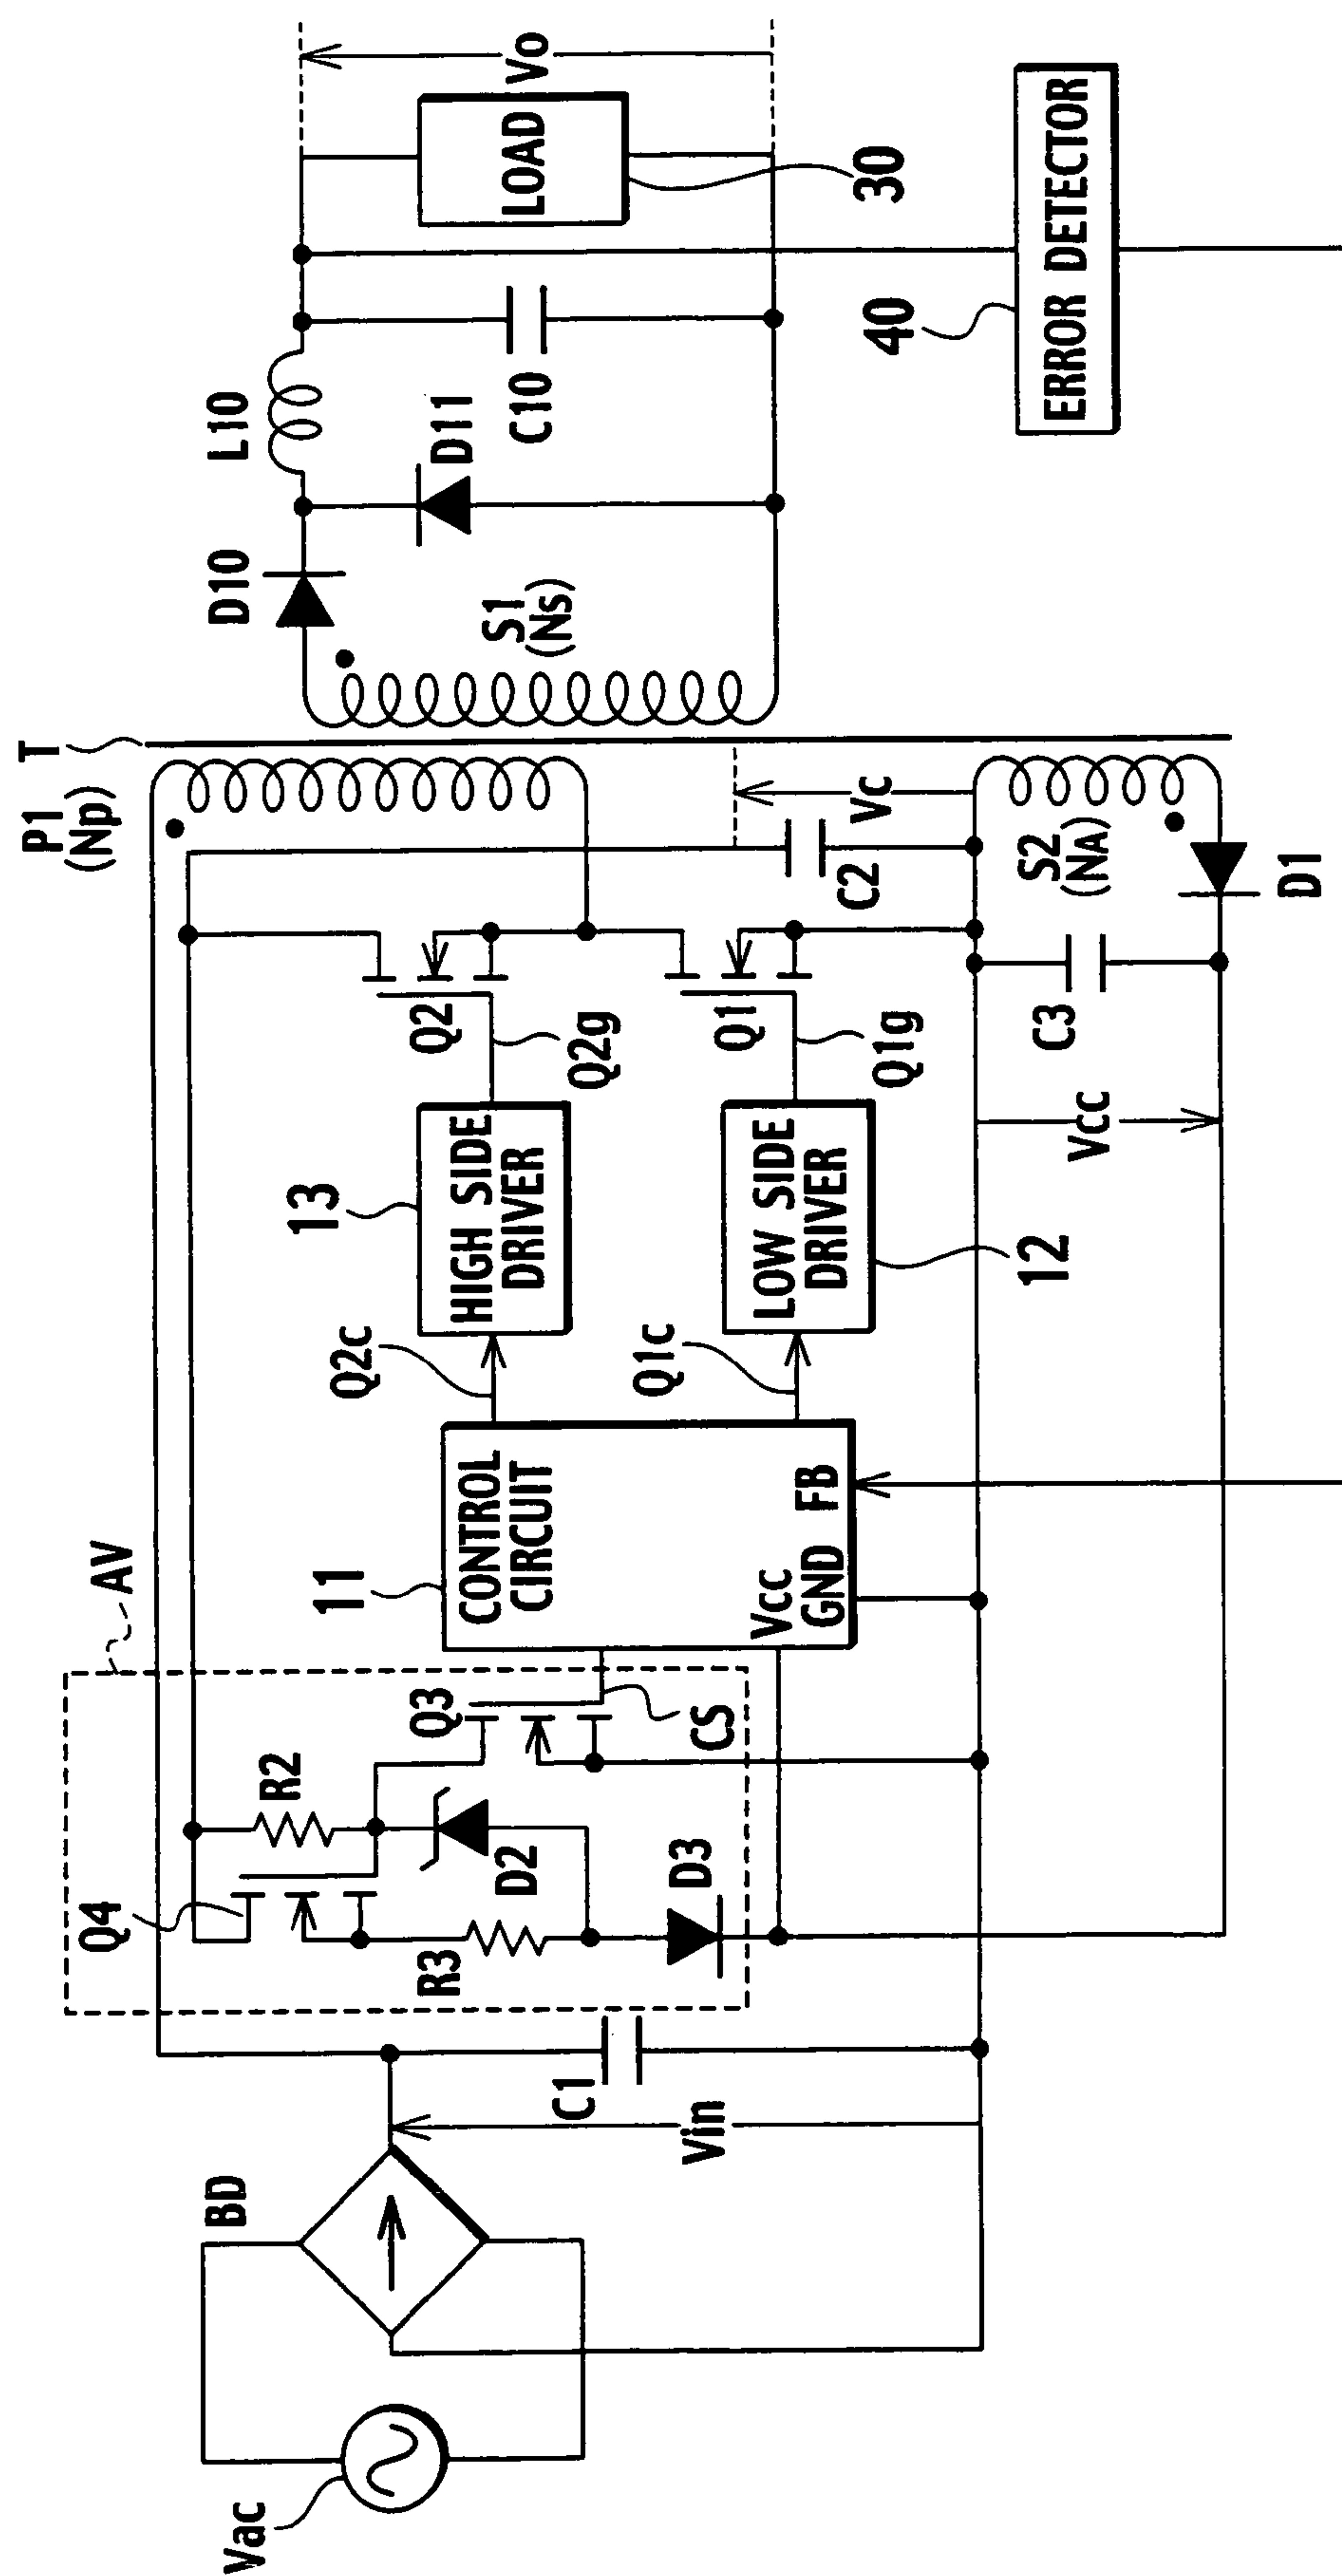 Vac
BD
Vin
C1
AV
Q4
R2
R3
D2
D3
Q3
CS
11
CONTROL
CIRCUIT
Vcc
GND
FB
Q2c
Q1c
13
HIGH SIDE
DRIVER
LOW SIDE
DRIVER
12
Q2
Q2g
Q1
Q1g
Vcc
C3
C2
Vc
P1
(Np)
T
S2
(NA)
D1
S1
(Ns)
D10
D11
L10
C10
LOAD
30
Vo
40
ERROR DETECTOR